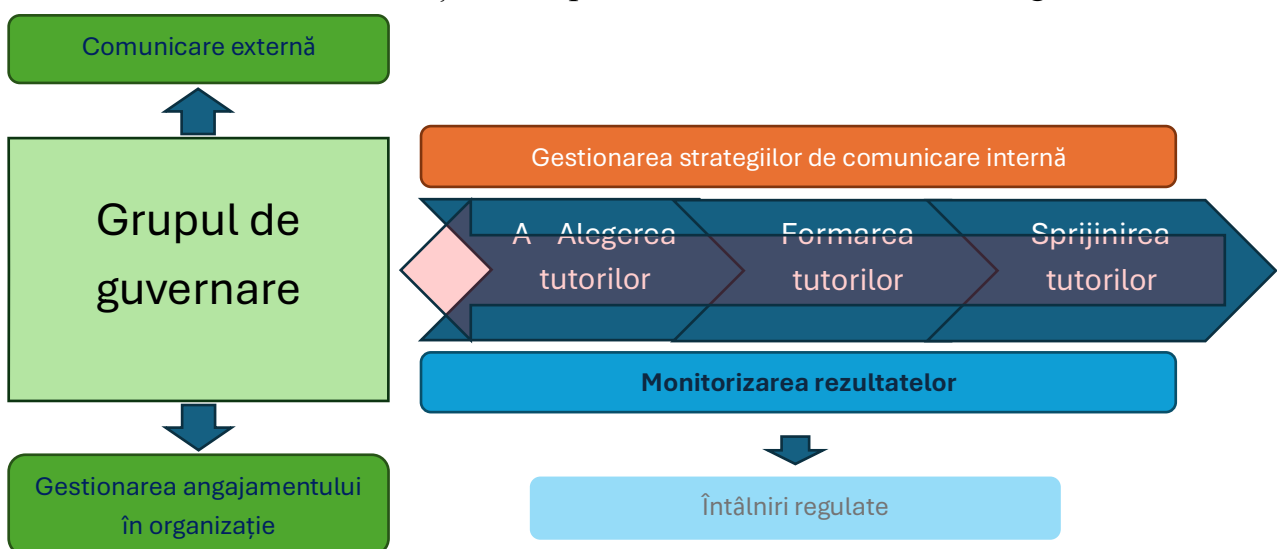 Comunicare externă
Grupul de
guvernare
Gestionarea angajamentului
în organizație
Gestionarea strategiilor de comunicare internă
A Alegerea
tutorilor
Formarea
tutorilor
Sprijinirea
tutorilor
Monitorizarea rezultatelor
Întâlniri regulate